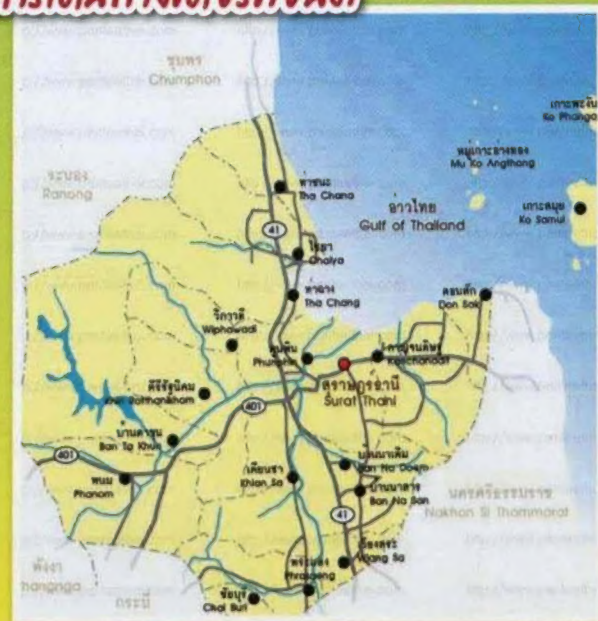 ชุมพร
Chumphon
เกาะพะงัน
Ko Phanga
หมู่เกาะอ่างทอง
Mu Ko Angthong
ระนอง
Ranong
ท่าชนะ
Tha Chana
อ่าวไทย
Gulf of Thailand
เกาะสมุย
Ko Samui
41
ไชยา
Chaiya
ท่าฉาง
Tha Chang
ดอนสัก
Don Sak
วิภาวดี
Wiphawadi
พุนพิน
Phunphin
กาญจนดิษฐ์
Kanchanadit
สุราษฎร์ธานี
Surat Thani
คีรีรัฐนิคม
401
บ้านตาขุน
Ban Ta Khun
401
พนม
Phanom
เคียนซา
Khian Sa
บ้านนาเดิม
Ban Na Doem
บ้านนาสาร
Ban Na San
นครศรีธรรมราช
Nakhon Si Thammarat
41
เวียงสระ
Wiang Sa
พระแสง
Phrasaeng
พังงา
hangnga
กระบี่
ชัยบุรี
Chai Buri